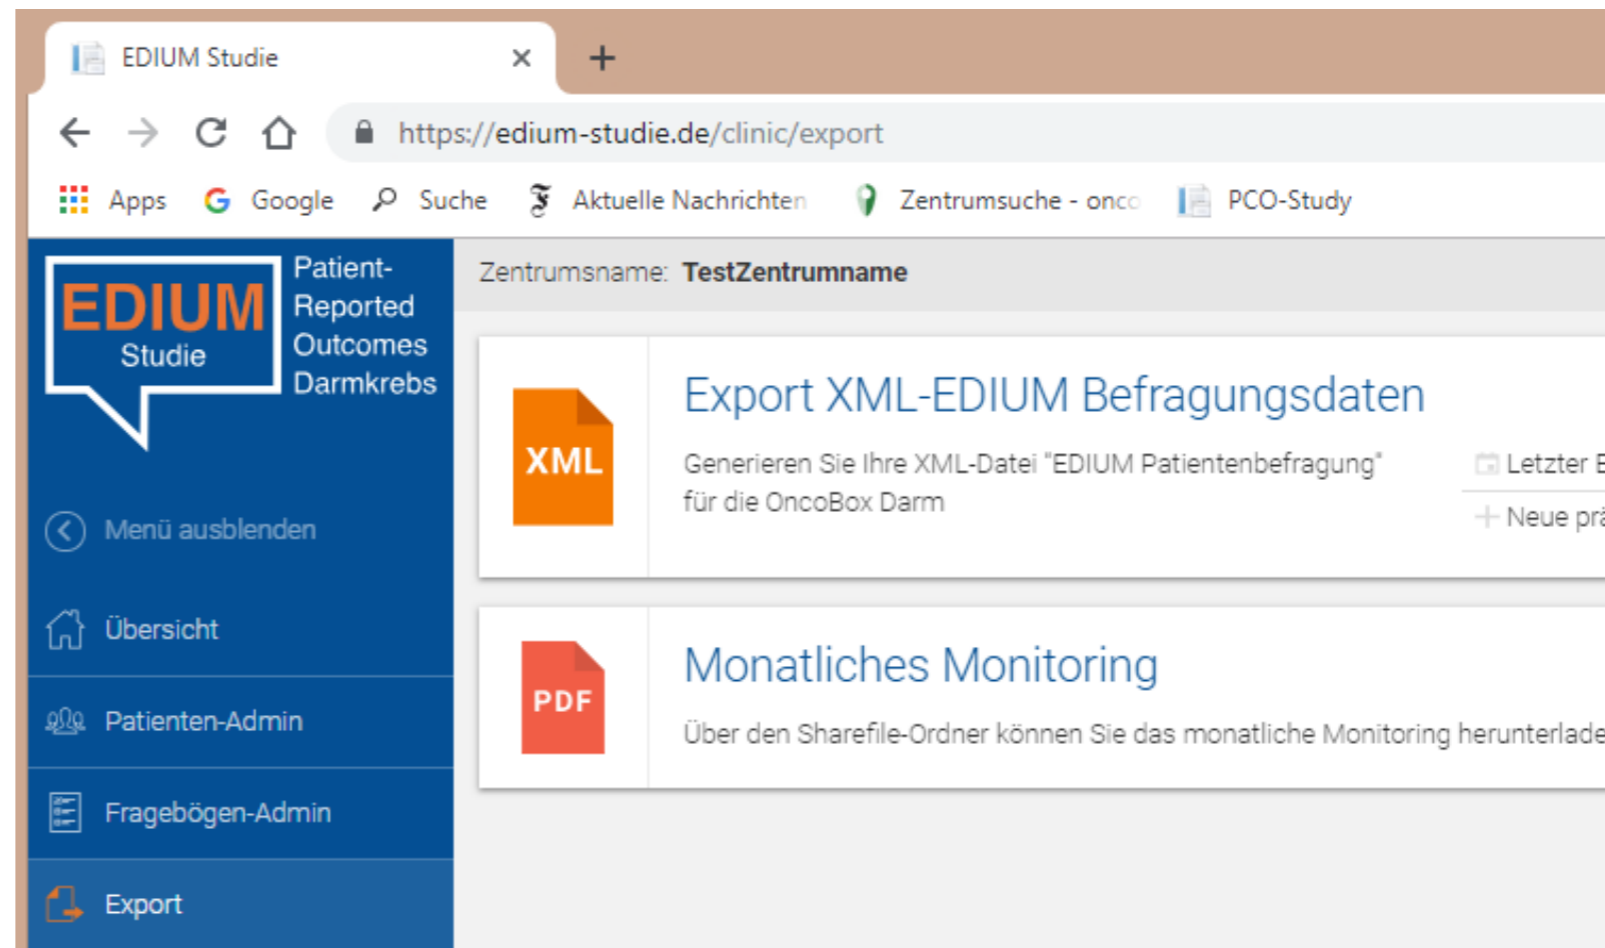 EDIUM Studie
https://edium-studie.de/clinic/export
Apps Google Suche Aktuelle Nachrichten Zentrumsuche - onco PCO-Study
EDIUM
Studie
Patient-
Reported
Outcomes
Darmkrebs
Menü ausblenden
Übersicht
Patienten-Admin
Fragebögen-Admin
Export
Zentrumsname: TestZentrumname
XML
Export XML-EDIUM Befragungsdaten
Generieren Sie Ihre XML-Datei "EDIUM Patientenbefragung"
für die OncoBox Darm
Letzter
Neue
PDF
Monatliches Monitoring
Über den Sharefile-Ordner können Sie das monatliche Monitoring herunterlade